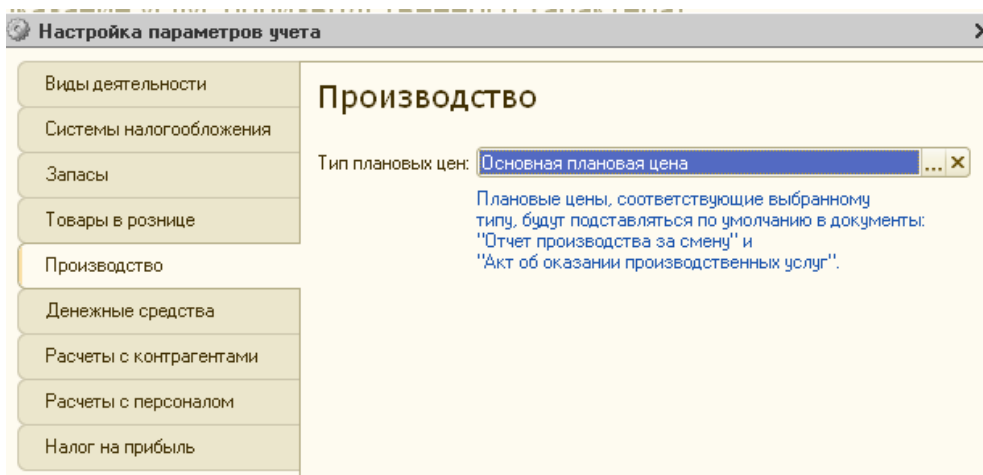 Настройка параметров учета
Виды деятельности
Системы налогообложения
Запасы
Товары в рознице
Производство
Денежные средства
Расчеты с контрагентами
Расчеты с персоналом
Налог на прибыль
Производство
Тип плановых цен: Основная плановая цена ...
Плановые цены, соответствующие выбранному
типу, будут подставляться по умолчанию в документы:
"Отчет производства за смену" и
"Акт об оказании производственных услуг".